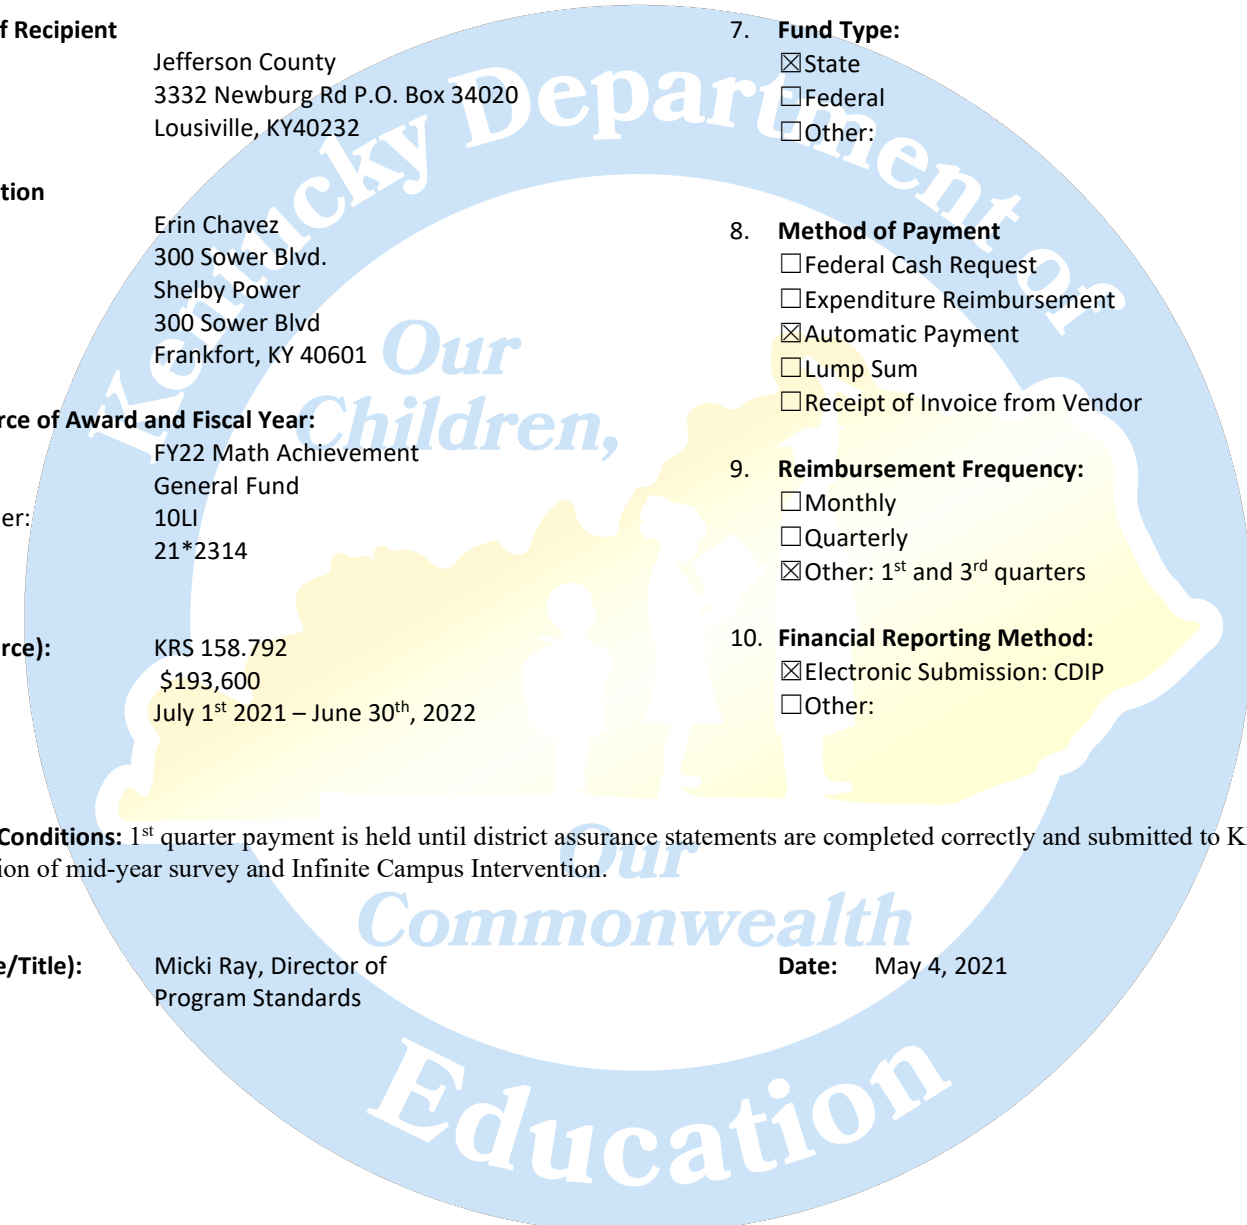 f Recipient
Jefferson County
3332 Newburg Rd P.O. Box 34020
Lousiville, KY40232
tion
Erin Chavez
300 Sower Blvd.
Shelby Power
300 Sower Blvd
Frankfort, KY 40601
rce of Award and Fiscal Year:
FY22 Math Achievement
General Fund
er: 10LI
21*2314
rce): KRS 158.792
$193,600
July 1st 2021 – June 30th, 2022
7. Fund Type:
☒State
☐Federal
☐Other:
8. Method of Payment
☐Federal Cash Request
☐Expenditure Reimbursement
☒Automatic Payment
☐Lump Sum
☐Receipt of Invoice from Vendor
9. Reimbursement Frequency:
☐Monthly
☐Quarterly
☒Other: 1st and 3rd quarters
10. Financial Reporting Method:
☒Electronic Submission: CDIP
☐Other:
Conditions: 1st quarter payment is held until district assurance statements are completed correctly and submitted to K
ion of mid-year survey and Infinite Campus Intervention.
e/Title): Micki Ray, Director of
Program Standards
Date: May 4, 2021
Kentucky Department of
Education
Our
Children,
Our
Commonwealth